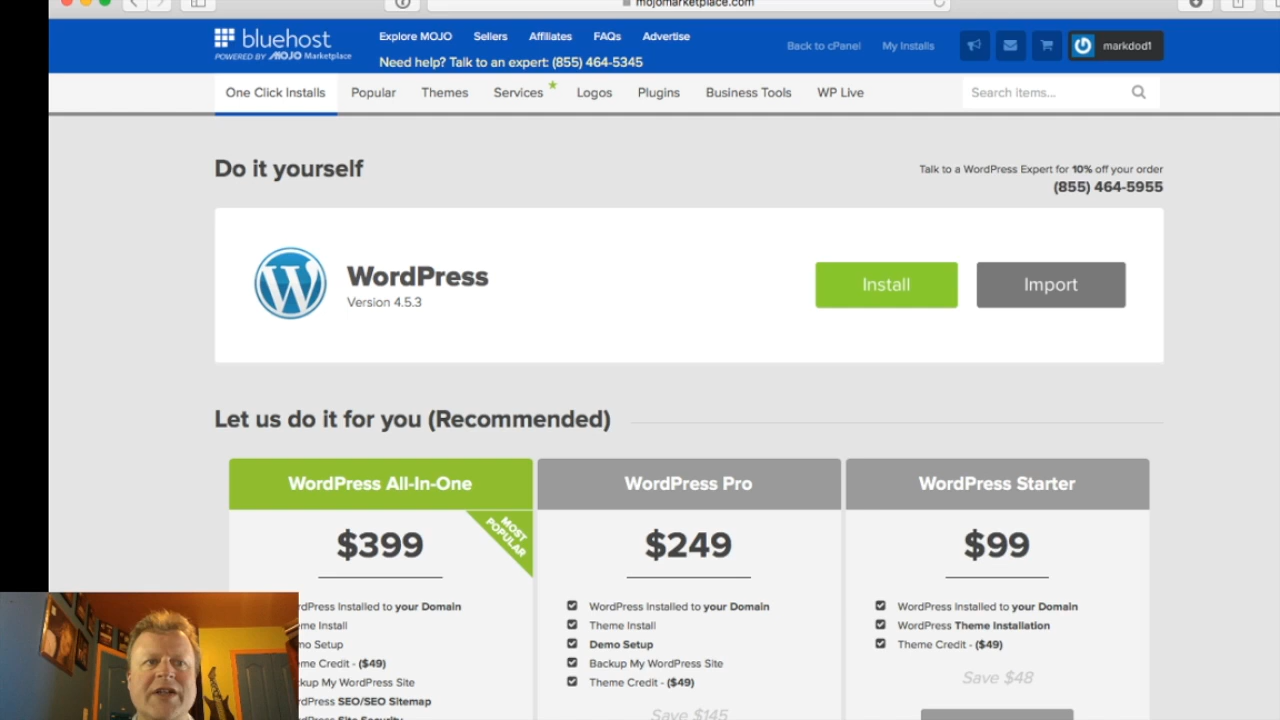 mojomarketplace.com
bluehost
POWERED BY MOJO Marketplace
Explore MOJO Sellers Affiliates FAQs Advertise
Need help? Talk to an expert: (855) 464-5345
Back to cPanel My Installs markdod1
One Click Installs Popular Themes Services Logos Plugins Business Tools WP Live Search items...
Do it yourself
Talk to a WordPress Expert for 10% off your order
(855) 464-5955
WordPress
Version 4.5.3
Install Import
Let us do it for you (Recommended)
WordPress All-In-One
$399
MOST
POPULAR
dPress Installed to your Domain
me Install
mo Setup
me Credit - ($49)
kup My WordPress Site
rdPress SEO/SEO Sitemap
WordPress Pro
$249
WordPress Installed to your Domain
Theme Install
Demo Setup
Backup My WordPress Site
Theme Credit - ($49)
Save $145
WordPress Starter
$99
WordPress Installed to your Domain
WordPress Theme Installation
Theme Credit - ($49)
Save $48